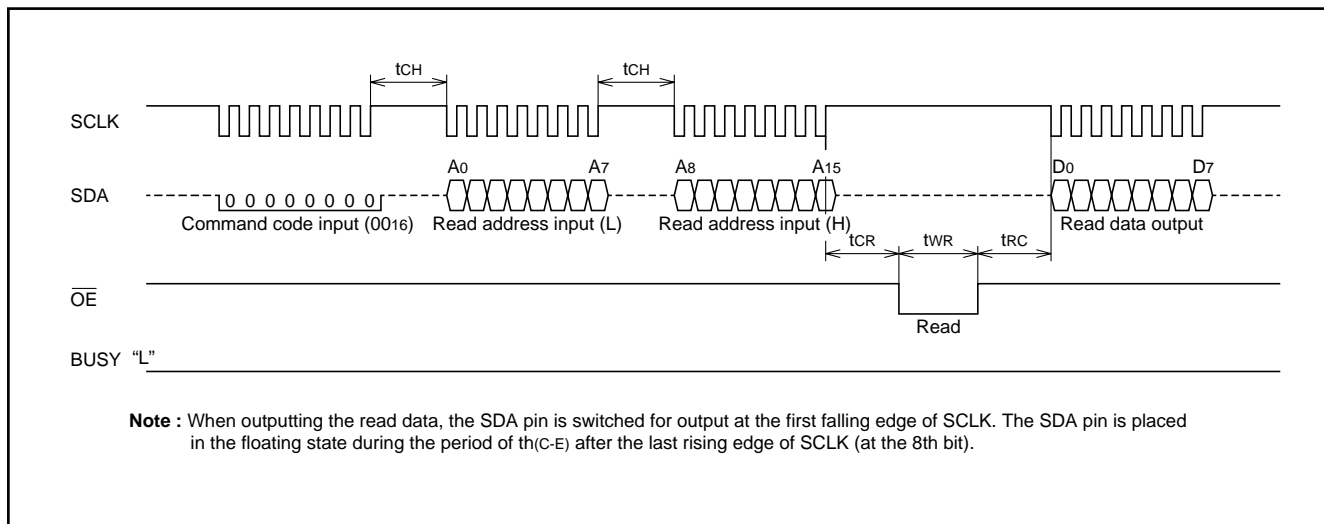 tCH tCH
SCLK
A0 A7 A8 A15 D0 D7
SDA
0 0 0 0 0 0 0 0
Command code input (0016) Read address input (L) Read address input (H) Read data output
tCR tWR tRC
OE
Read
BUSY “L”
Note : When outputting the read data, the SDA pin is switched for output at the first falling edge of SCLK. The SDA pin is placed
in the floating state during the period of th(C-E) after the last rising edge of SCLK (at the 8th bit).